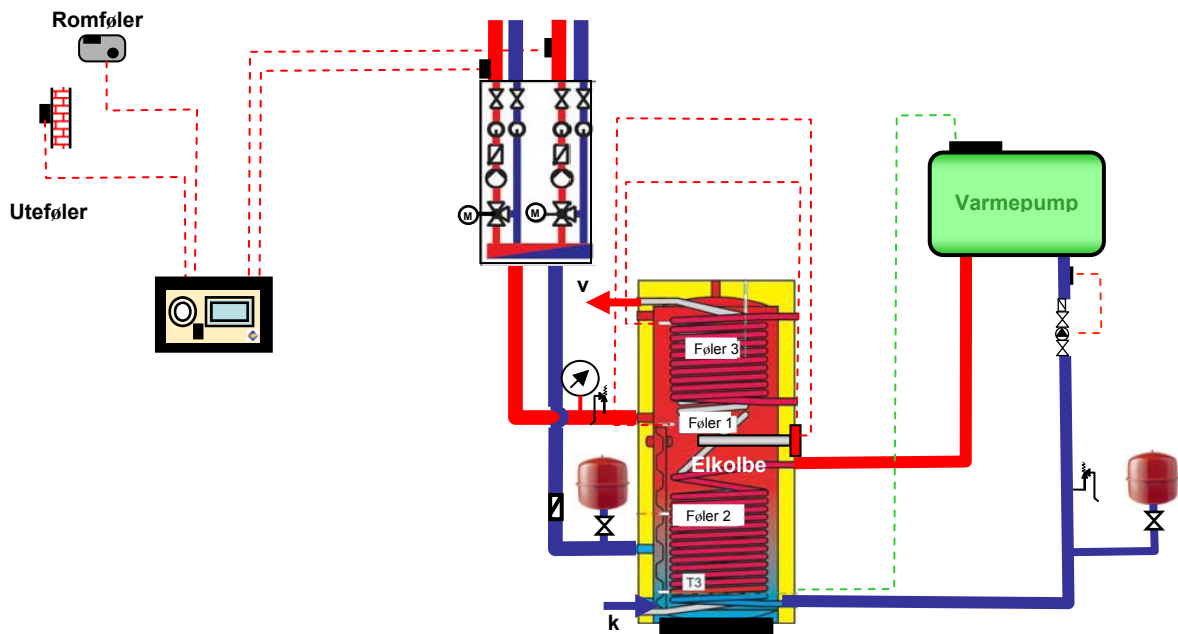 Romføler
Uteføler
M
M
Varmepump
v
Føler 3
Føler 1
Elkolbe
Føler 2
T3
k